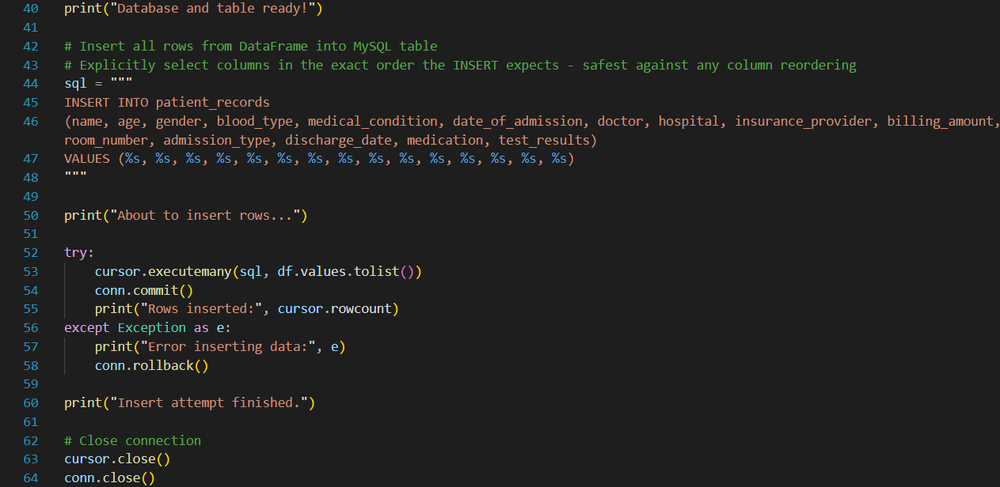 40 print("Database and table ready!")
41
42 # Insert all rows from DataFrame into MySQL table
43 # Explicitly select columns in the exact order the INSERT expects - safest against any column reordering
44 sql = """
45 INSERT INTO patient_records
46 (name, age, gender, blood_type, medical_condition, date_of_admission, doctor, hospital, insurance_provider, billing_amount,
room_number, admission_type, discharge_date, medication, test_results)
47 VALUES (%s, %s, %s, %s, %s, %s, %s, %s, %s, %s, %s, %s, %s, %s, %s)
48 """
49
50 print("About to insert rows...")
51
52 try:
53     cursor.executemany(sql, df.values.tolist())
54     conn.commit()
55     print("Rows inserted:", cursor.rowcount)
56 except Exception as e:
57     print("Error inserting data:", e)
58     conn.rollback()
59
60 print("Insert attempt finished.")
61
62 # Close connection
63 cursor.close()
64 conn.close()